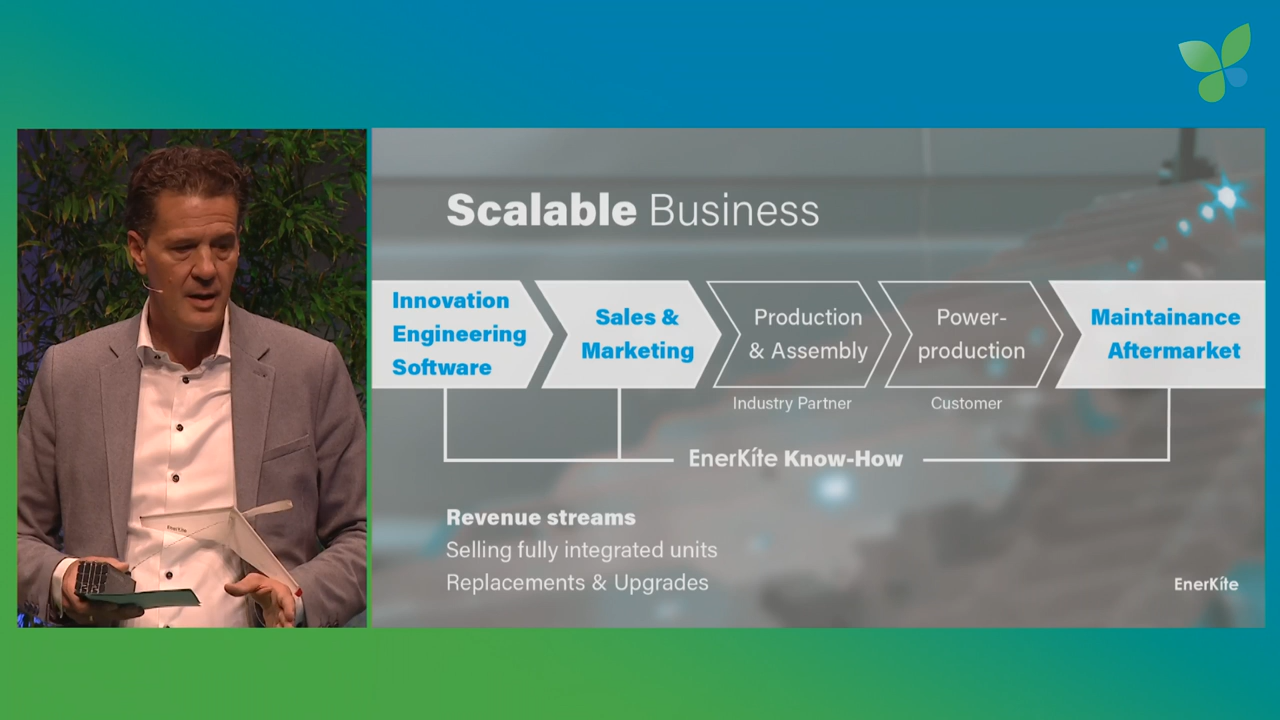 Scalable Business
Innovation
Engineering
Software
Sales &
Marketing
Production
& Assembly
Power-
production
Maintainance
Aftermarket
Industry Partner
Customer
EnerKíte Know-How
Revenue streams
Selling fully integrated units
Replacements & Upgrades
EnerKíte
EnerKíte